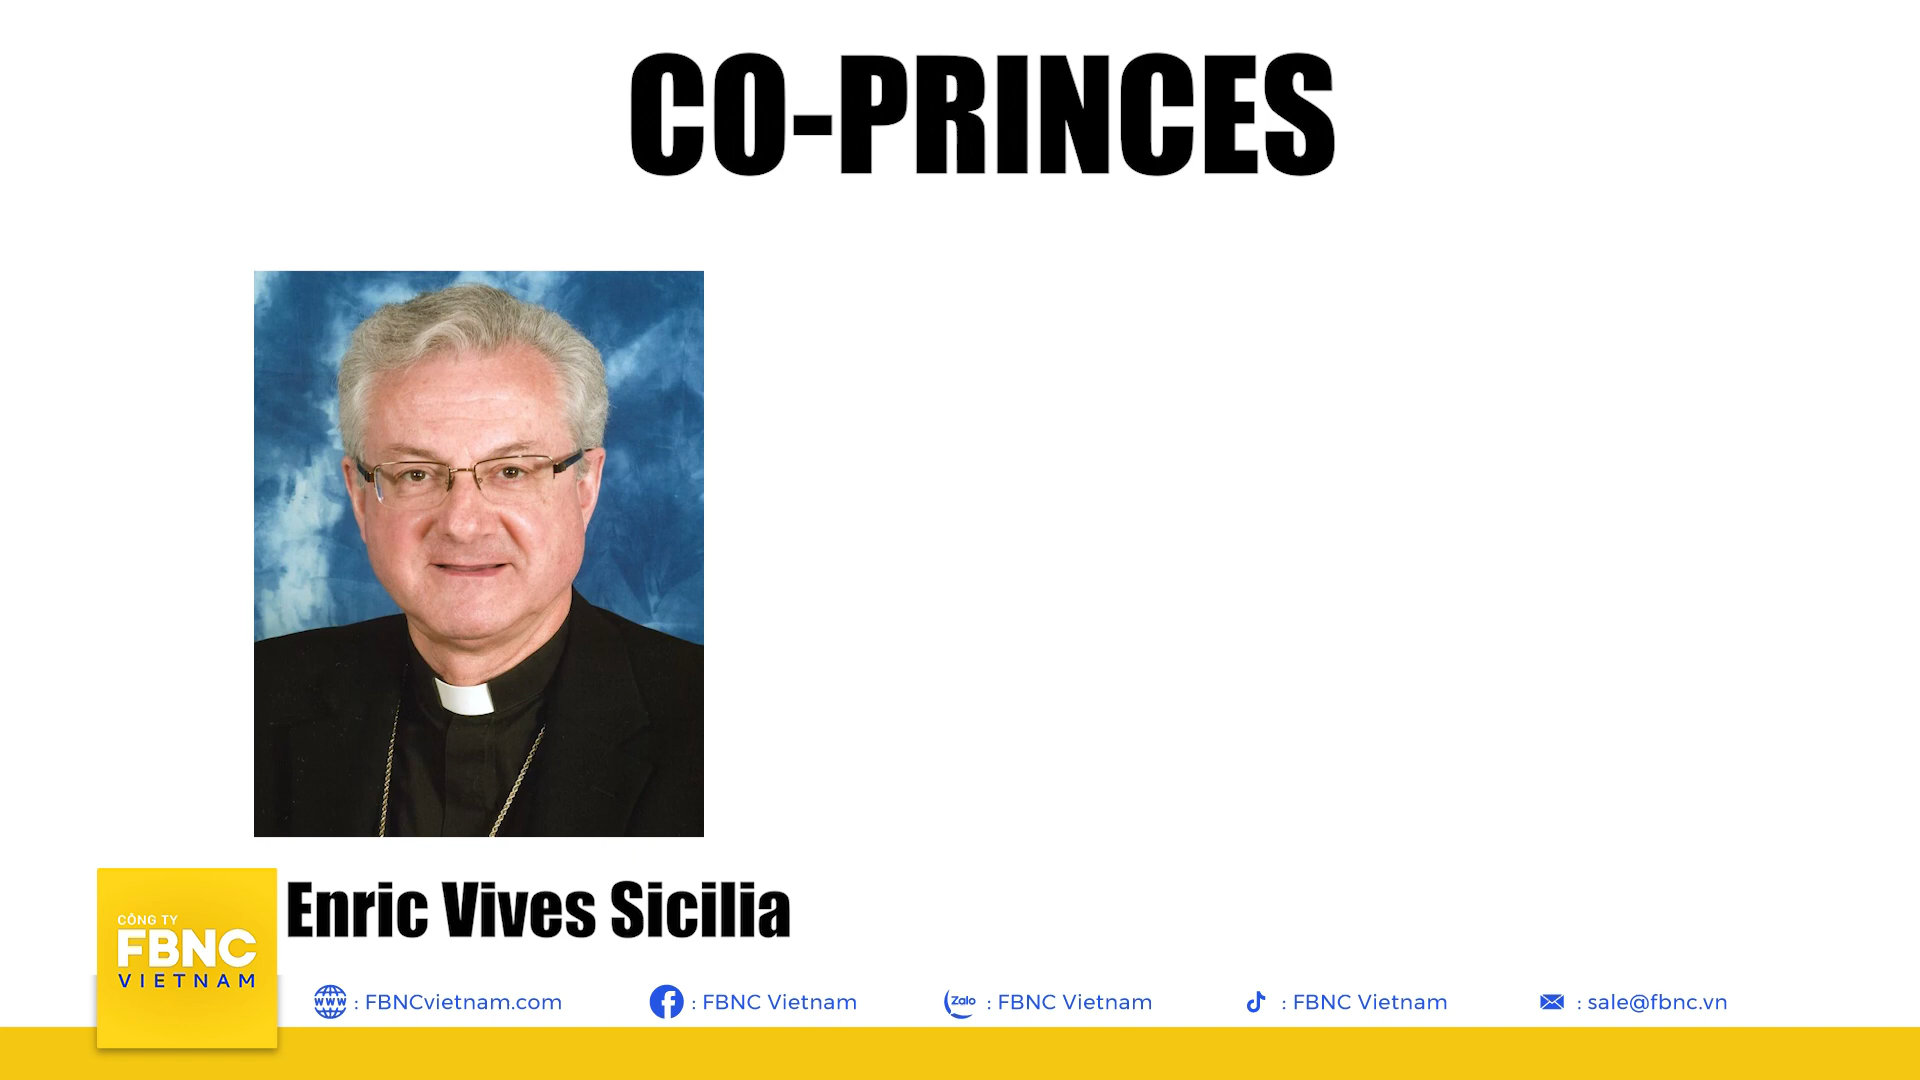 CO-PRINCES
Enric Vives Sicilia
CÔNG TY
FBNC
VIETNAM
WWW : FBNCvietnam.com
: FBNC Vietnam
Zalo : FBNC Vietnam
: FBNC Vietnam
: sale@fbnc.vn